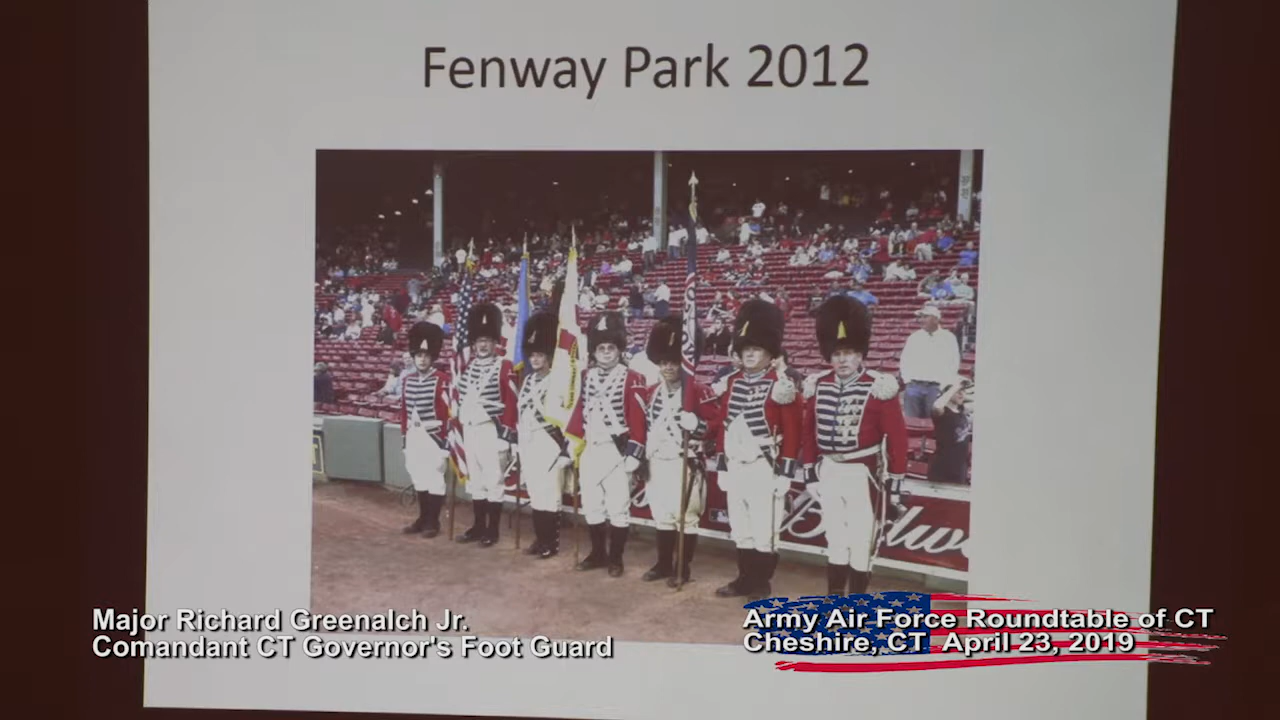 Fenway Park 2012
Budw
Major Richard Greenalch Jr.
Comandant CT Governor's Foot Guard
Army Air Force Roundtable of CT
Cheshire, CT April 23, 2019